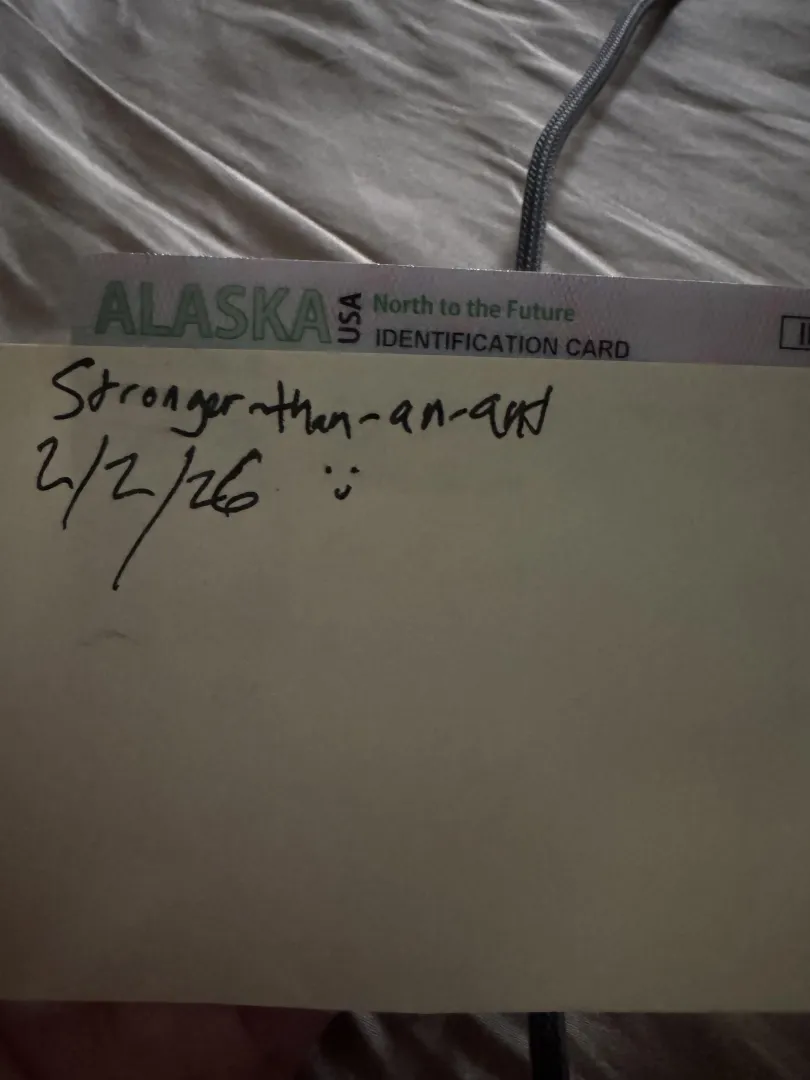 ALASKA USA North to the Future
IDENTIFICATION CARD
Stronger-than-an-ant
2/2/26 :)